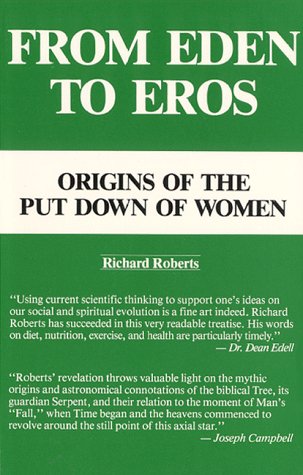 FROM EDEN
TO EROS
ORIGINS OF THE
PUT DOWN OF WOMEN
Richard Roberts
"Using current scientific thinking to support one's ideas on
our social and spiritual evolution is a fine art indeed. Richard
Roberts has succeeded in this very readable treatise. His words
on diet, nutrition, exercise, and health are particularly timely."
— Dr. Dean Edell
"Roberts' revelation throws valuable light on the mythic
origins and astronomical connotations of the biblical Tree, its
guardian Serpent, and their relation to the moment of Man's
"Fall," when Time began and the heavens commenced to
revolve around the still point of this axial star."
— Joseph Campbell